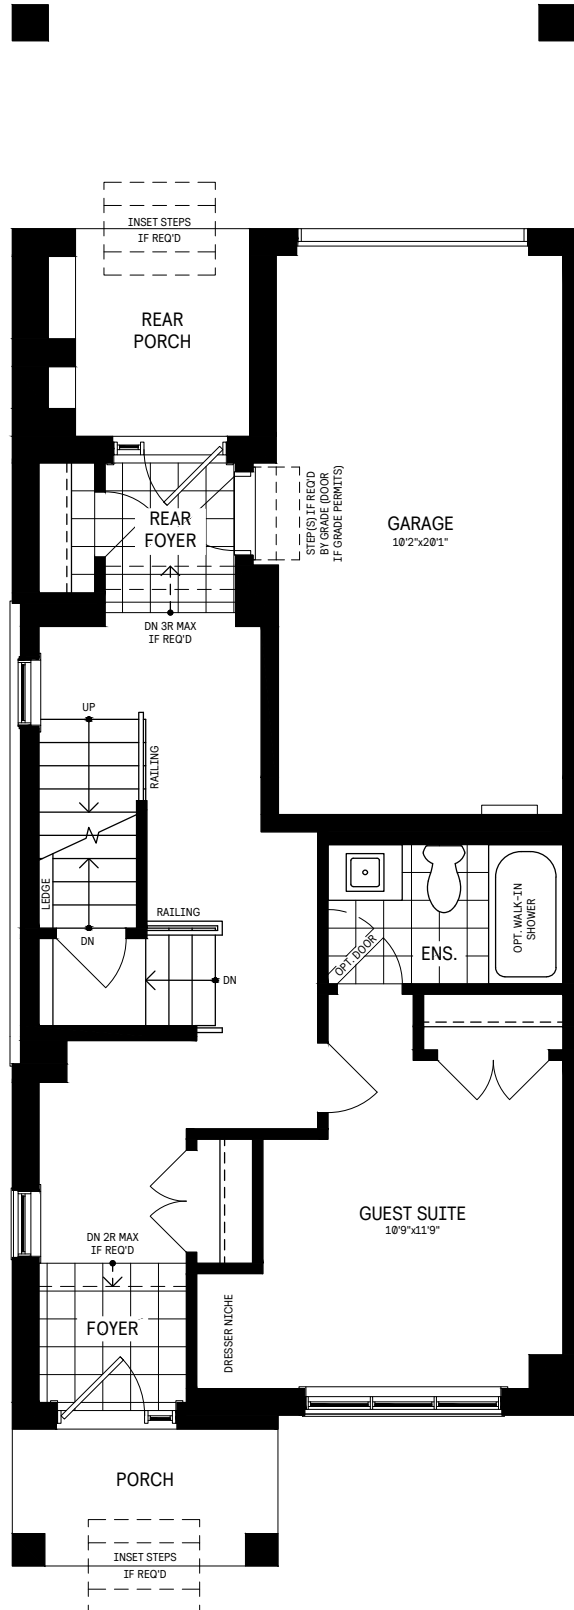 INSET STEPS
IF REQ'D
REAR
PORCH
REAR
FOYER
STEP(S) IF REQ'D
BY GRADE (DOOR
IF GRADE PERMITS)
GARAGE
10'2"x20'1"
DN 3R MAX
IF REQ'D
UP
RAILING
LEDGE
RAILING
DN
DN
OPT. DOOR
ENS.
OPT. WALK-IN
SHOWER
GUEST SUITE
10'9"x11'9"
DN 2R MAX
IF REQ'D
DRESSER NICHE
FOYER
PORCH
INSET STEPS
IF REQ'D